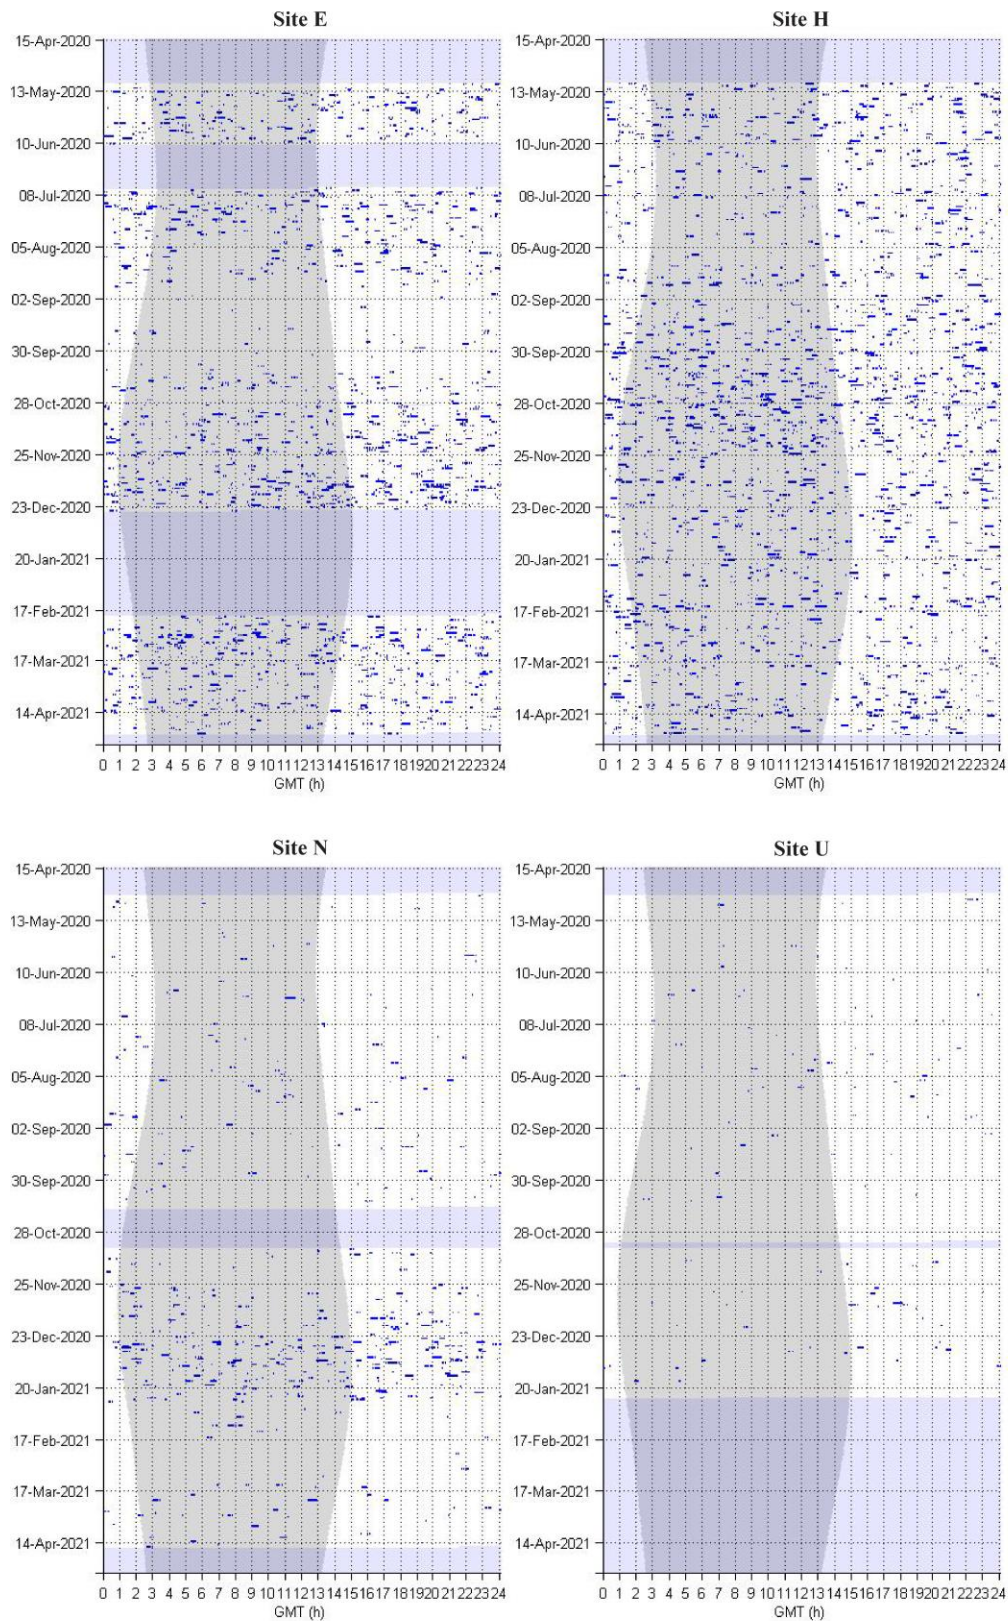 Site E
15-Apr-2020
13-May-2020
10-Jun-2020
08-Jul-2020
05-Aug-2020
02-Sep-2020
30-Sep-2020
28-Oct-2020
25-Nov-2020
23-Dec-2020
20-Jan-2021
17-Feb-2021
17-Mar-2021
14-Apr-2021
0 1 2 3 4 5 6 7 8 9 10 11 12 13 14 15 16 17 18 19 20 21 22 23 24
GMT (h)
Site H
15-Apr-2020
13-May-2020
10-Jun-2020
08-Jul-2020
05-Aug-2020
02-Sep-2020
30-Sep-2020
28-Oct-2020
25-Nov-2020
23-Dec-2020
20-Jan-2021
17-Feb-2021
17-Mar-2021
14-Apr-2021
0 1 2 3 4 5 6 7 8 9 10 11 12 13 14 15 16 17 18 19 20 21 22 23 24
GMT (h)
Site N
15-Apr-2020
13-May-2020
10-Jun-2020
08-Jul-2020
05-Aug-2020
02-Sep-2020
30-Sep-2020
28-Oct-2020
25-Nov-2020
23-Dec-2020
20-Jan-2021
17-Feb-2021
17-Mar-2021
14-Apr-2021
0 1 2 3 4 5 6 7 8 9 10 11 12 13 14 15 16 17 18 19 20 21 22 23 24
GMT (h)
Site U
15-Apr-2020
13-May-2020
10-Jun-2020
08-Jul-2020
05-Aug-2020
02-Sep-2020
30-Sep-2020
28-Oct-2020
25-Nov-2020
23-Dec-2020
20-Jan-2021
17-Feb-2021
17-Mar-2021
14-Apr-2021
0 1 2 3 4 5 6 7 8 9 10 11 12 13 14 15 16 17 18 19 20 21 22 23 24
GMT (h)